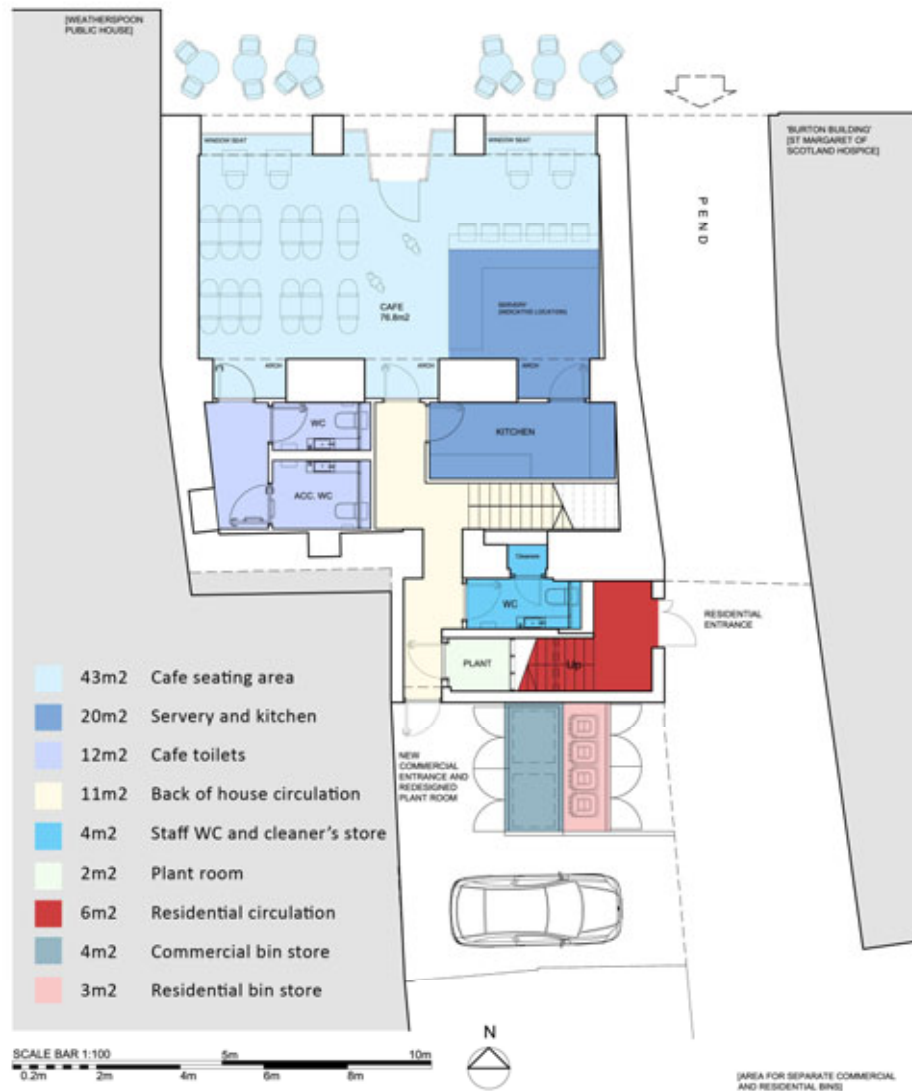 [WEATHERSPOON
PUBLIC HOUSE]
'BURTON BUILDING'
[ST MARGARET OF
SCOTLAND HOSPICE]
WINDOW SEAT
WINDOW SEAT
PEND
CAFE
76.8m2
SERVERY
(INDICATIVE LOCATION)
ARCH
ARCH
ARCH
WC
KITCHEN
ACC. WC
Cleaners
WC
RESIDENTIAL
ENTRANCE
PLANT
Up
NEW
COMMERCIAL
ENTRANCE AND
REDESIGNED
PLANT ROOM
43m2 Cafe seating area
20m2 Servery and kitchen
12m2 Cafe toilets
11m2 Back of house circulation
4m2 Staff WC and cleaner's store
2m2 Plant room
6m2 Residential circulation
4m2 Commercial bin store
3m2 Residential bin store
SCALE BAR 1:100
5m
10m
0.2m
2m
4m
6m
8m
N
[AREA FOR SEPARATE COMMERCIAL
AND RESIDENTIAL BINS]